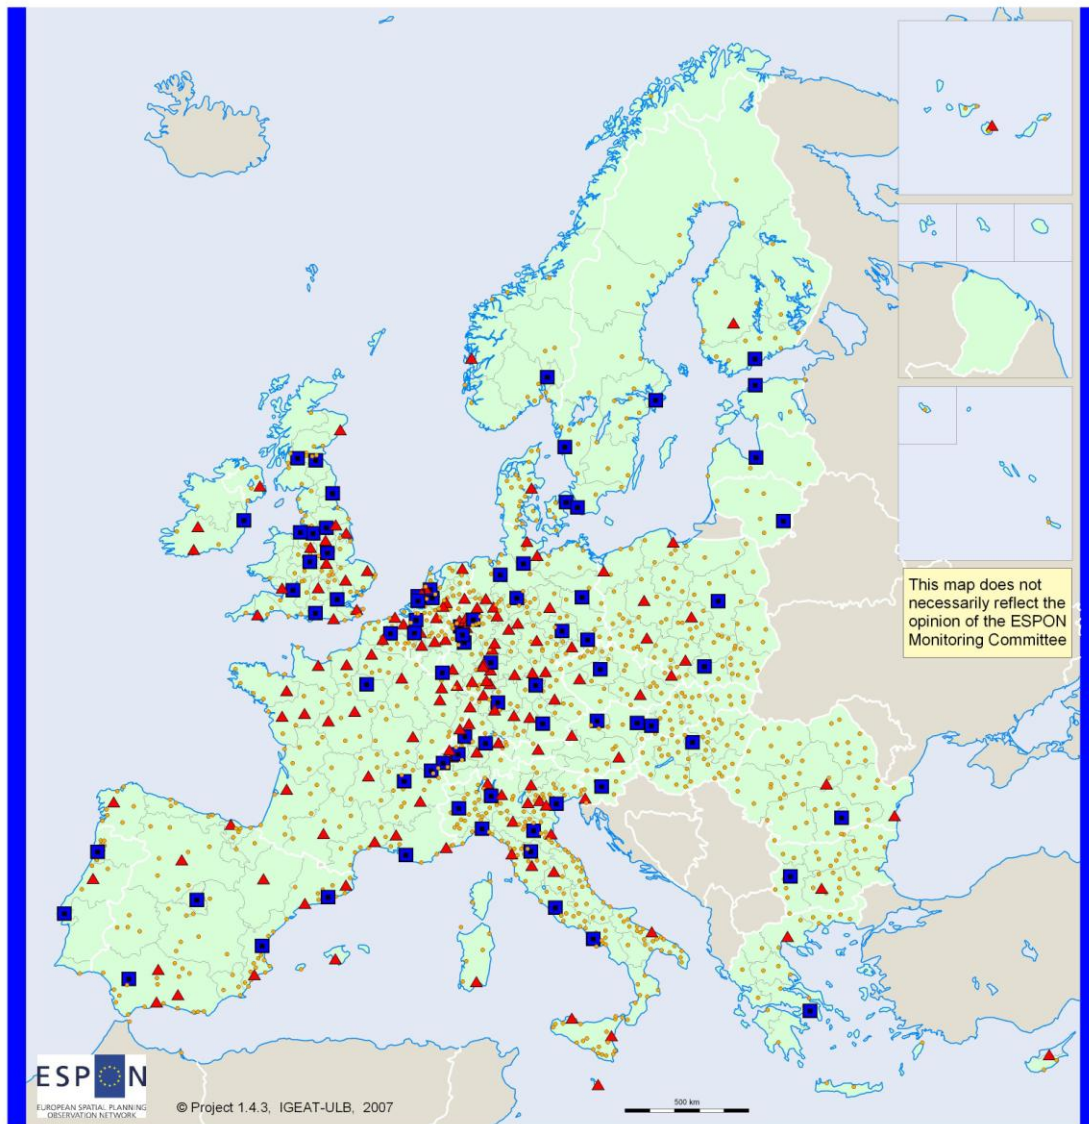 This map does not
necessarily reflect the
opinion of the ESPON
Monitoring Committee
ESPON
EUROPEAN SPATIAL PLANNING
OBSERVATION NETWORK
© Project 1.4.3, IGEAT-ULB, 2007
500 km